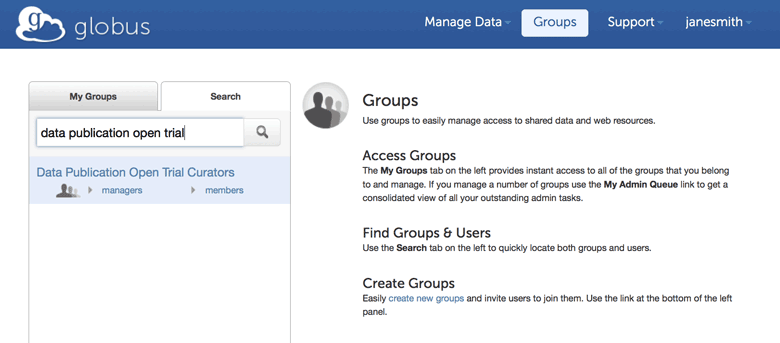 globus
Manage Data Groups Support janesmith
My Groups Search
data publication open trial
Data Publication Open Trial Curators
managers members
Groups
Use groups to easily manage access to shared data and web resources.
Access Groups
The My Groups tab on the left provides instant access to all of the groups that you belong
to and manage. If you manage a number of groups use the My Admin Queue link to get a
consolidated view of all your outstanding admin tasks.
Find Groups & Users
Use the Search tab on the left to quickly locate both groups and users.
Create Groups
Easily create new groups and invite users to join them. Use the link at the bottom of the left
panel.